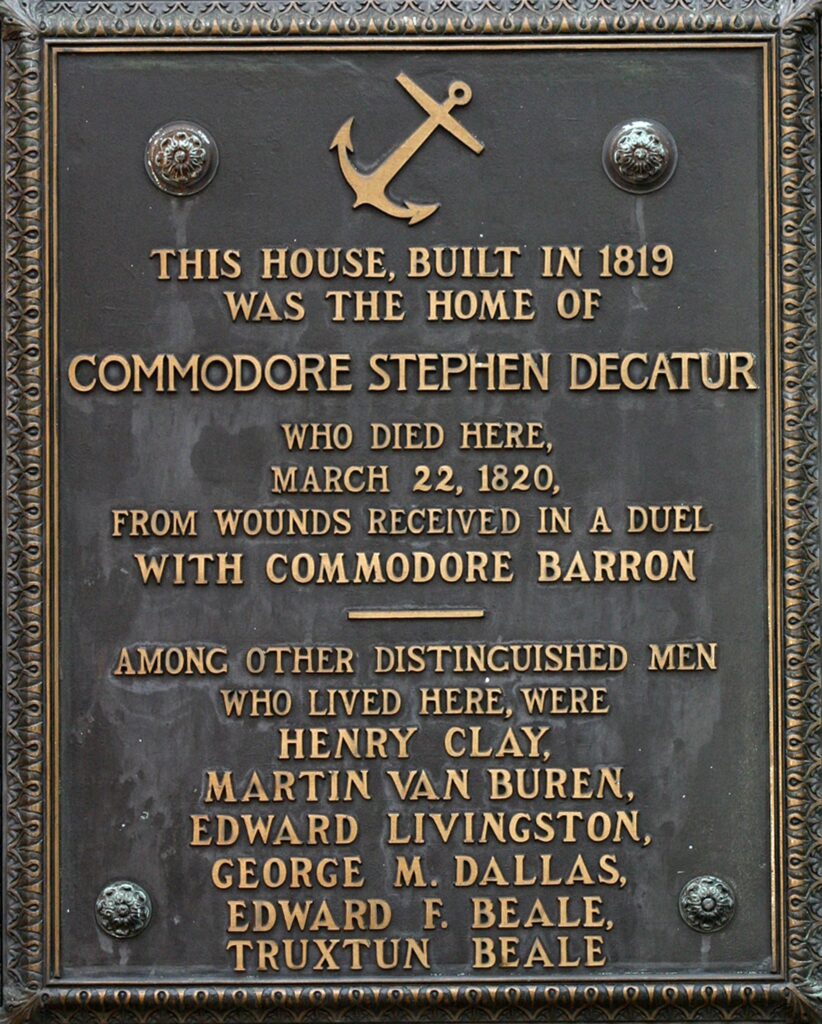 THIS HOUSE, BUILT IN 1819
WAS THE HOME OF
COMMODORE STEPHEN DECATUR
WHO DIED HERE,
MARCH 22, 1820,
FROM WOUNDS RECEIVED IN A DUEL
WITH COMMODORE BARRON
AMONG OTHER DISTINGUISHED MEN
WHO LIVED HERE, WERE
HENRY CLAY,
MARTIN VAN BUREN,
EDWARD LIVINGSTON,
GEORGE M. DALLAS,
EDWARD F. BEALE,
TRUXTUN BEALE